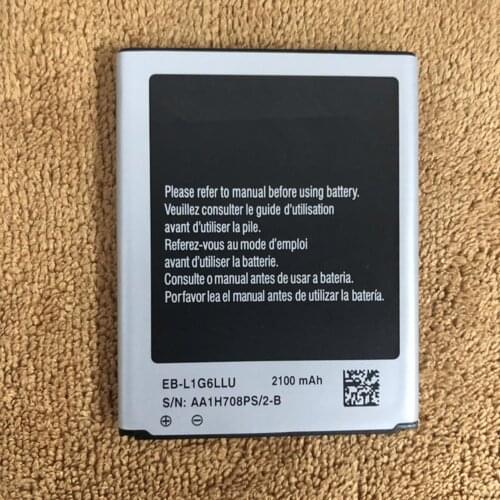 Please refer to manual before using battery.
Veuillez consulter le guide d'utilisation
avant d'utiliser la pile.
Referez-vous au mode d'emploi
avant d'utiliser la batterie.
Consulte o manual antes de usar a bateria.
Por favor lea el manual antes de utilizar la batería.
EB-L1G6LLU 2100 mAh
S/N: AA1H708PS/2-B
⊕ ⊖